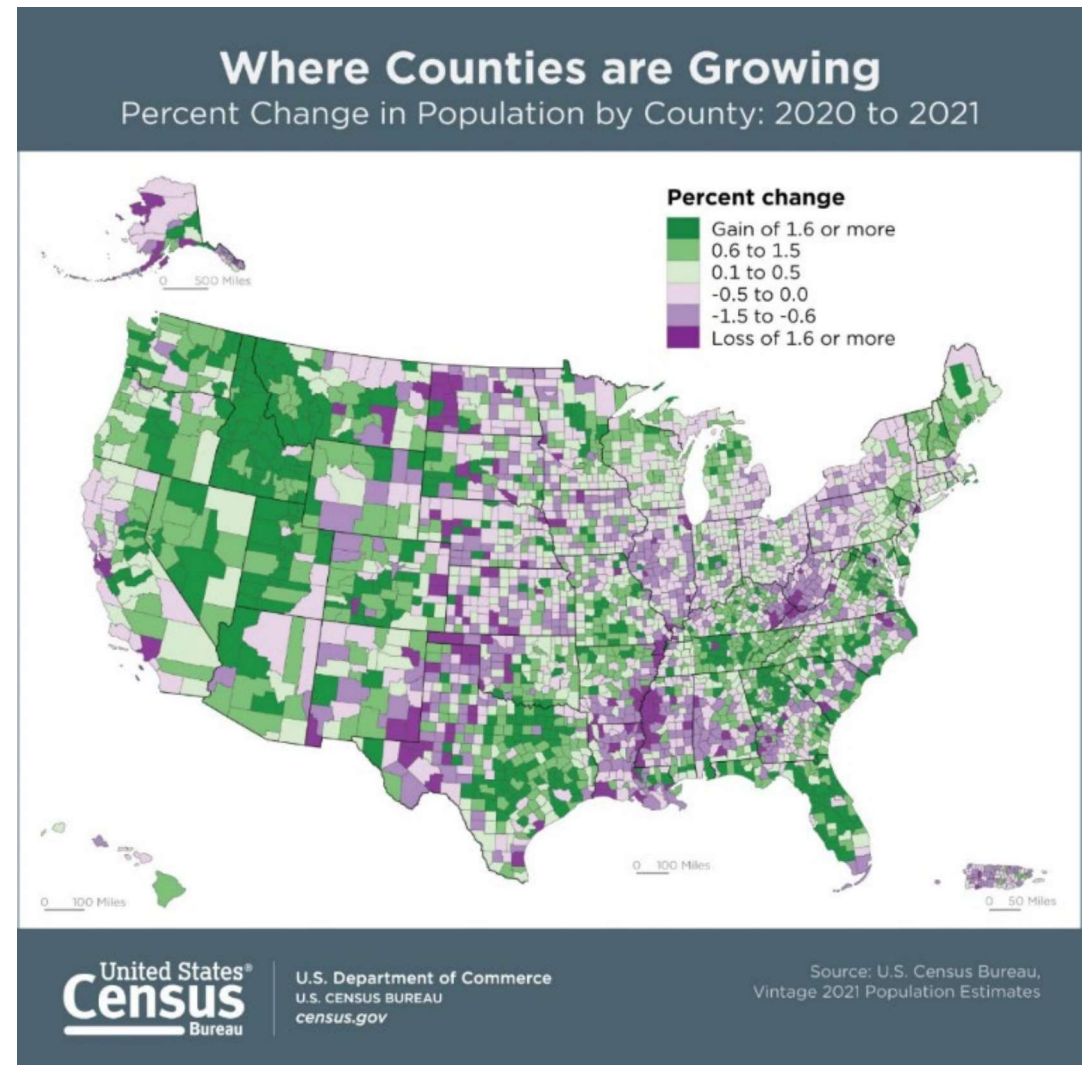 Where Counties are Growing
Percent Change in Population by County: 2020 to 2021
Percent change
Gain of 1.6 or more
0.6 to 1.5
0.1 to 0.5
-0.5 to 0.0
-1.5 to -0.6
Loss of 1.6 or more
0 500 Miles
0 100 Miles
0 100 Miles
0 50 Miles
United States®
Census
Bureau
U.S. Department of Commerce
U.S. CENSUS BUREAU
census.gov
Source: U.S. Census Bureau,
Vintage 2021 Population Estimates